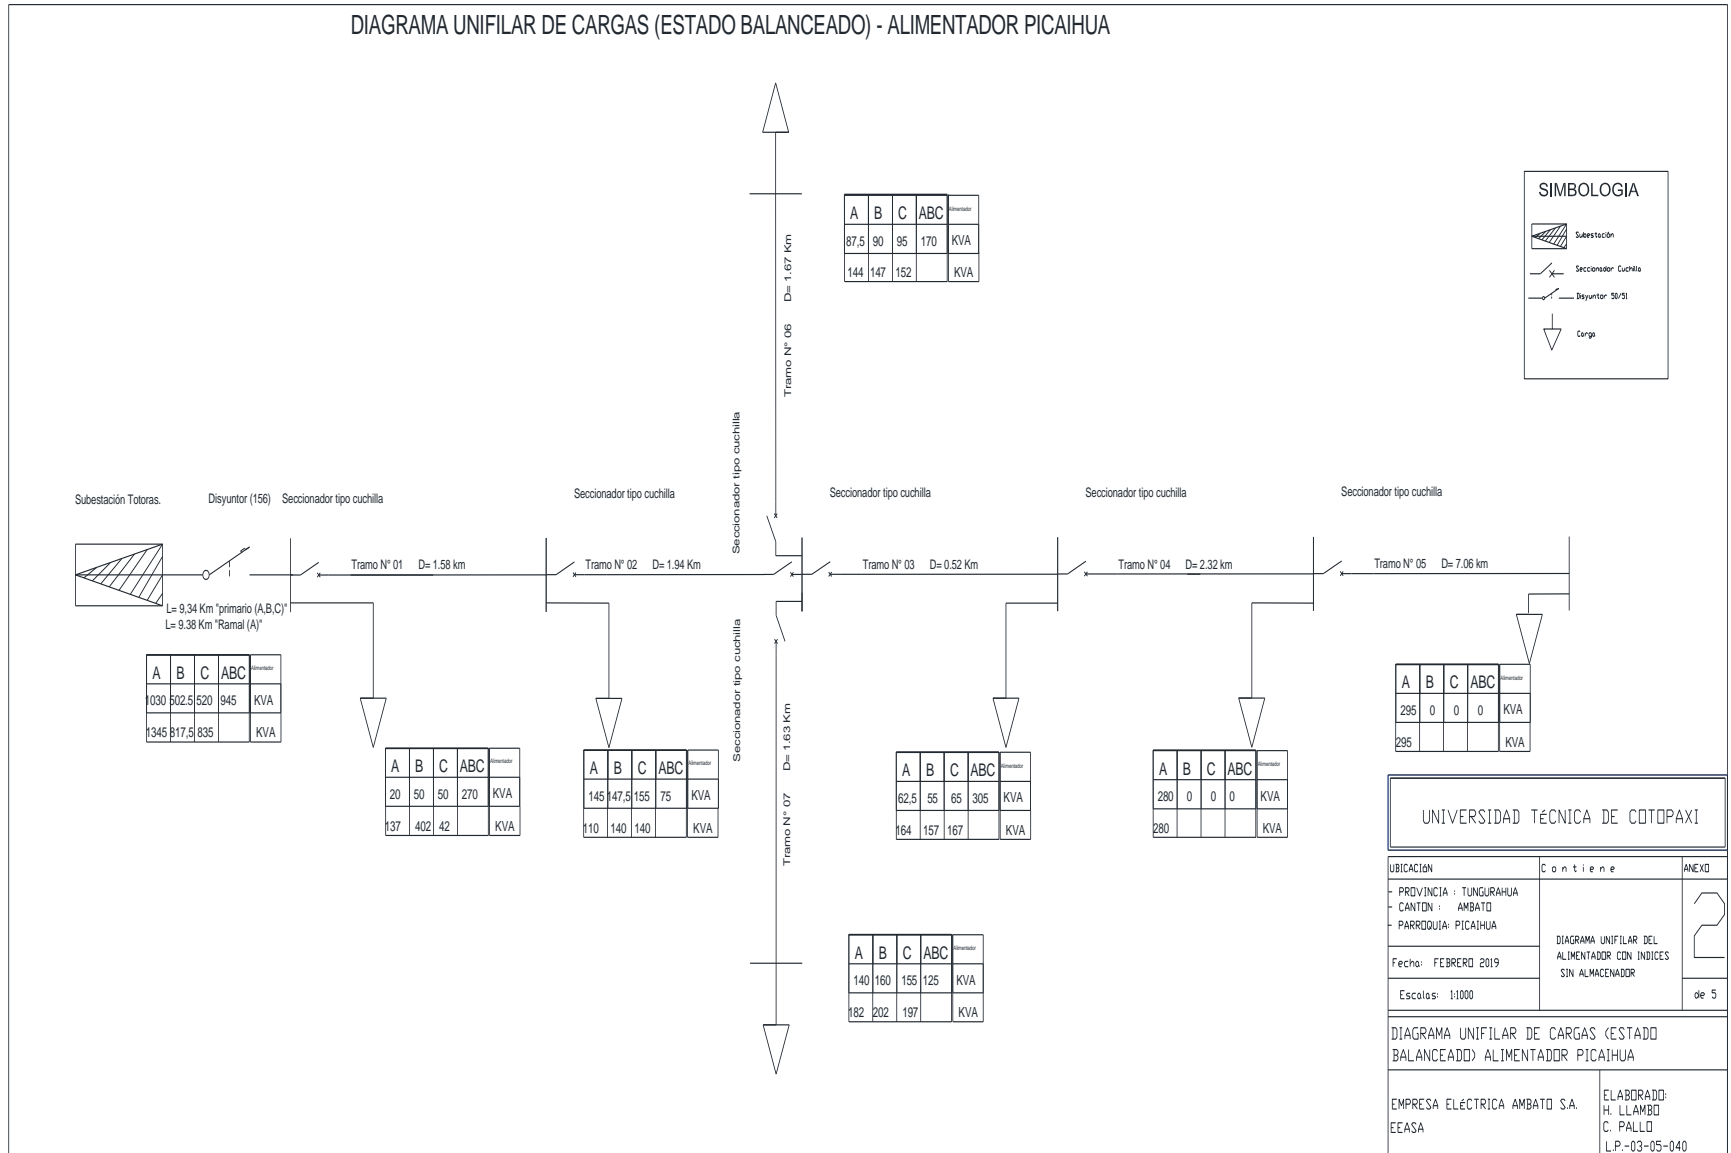 DIAGRAMA UNIFILAR DE CARGAS (ESTADO BALANCEADO) - ALIMENTADOR PICAIHUA
A B C ABC Alimentador
87,5 90 95 170 KVA
144 147 152 KVA
SIMBOLOGIA
Subestación
Seccionador Cuchilla
Disyuntor 50/51
Carga
Tramo N° 06 D= 1.67 Km
Seccionador tipo cuchilla
Subestación Totoras.
Disyuntor (156)
Seccionador tipo cuchilla
Seccionador tipo cuchilla
Seccionador tipo cuchilla
Seccionador tipo cuchilla
Seccionador tipo cuchilla
Tramo N° 01 D= 1.58 km
Tramo N° 02 D= 1.94 Km
Tramo N° 03 D= 0.52 Km
Tramo N° 04 D= 2.32 km
Tramo N° 05 D= 7.06 km
L= 9,34 Km "primario (A,B,C)"
L= 9.38 Km "Ramal (A)"
A B C ABC Alimentador
1030 502.5 520 945 KVA
1345 817,5 835 KVA
Seccionador tipo cuchilla
Tramo N° 07 D= 1.63 Km
A B C ABC Alimentador
20 50 50 270 KVA
137 402 42 KVA
A B C ABC Alimentador
145 147,5 155 75 KVA
110 140 140 KVA
A B C ABC Alimentador
62,5 55 65 305 KVA
164 157 167 KVA
A B C ABC Alimentador
280 0 0 0 KVA
280 KVA
A B C ABC Alimentador
295 0 0 0 KVA
295 KVA
A B C ABC Alimentador
140 160 155 125 KVA
182 202 197 KVA
UNIVERSIDAD TÉCNICA DE COTOPAXI
UBICACIóN
Contiene
ANEXO
- PROVINCIA : TUNGURAHUA
- CANTON : AMBATO
- PARROQUIA: PICAIHUA
DIAGRAMA UNIFILAR DEL
ALIMENTADOR CON INDICES
SIN ALMACENADOR
2
Fecha: FEBRERO 2019
Escalas: 1:1000
de 5
DIAGRAMA UNIFILAR DE CARGAS (ESTADO
BALANCEADO) ALIMENTADOR PICAIHUA
EMPRESA ELéCTRICA AMBATO S.A.
EEASA
ELABORADO:
H. LLAMBO
C. PALLO
L.P.-03-05-040